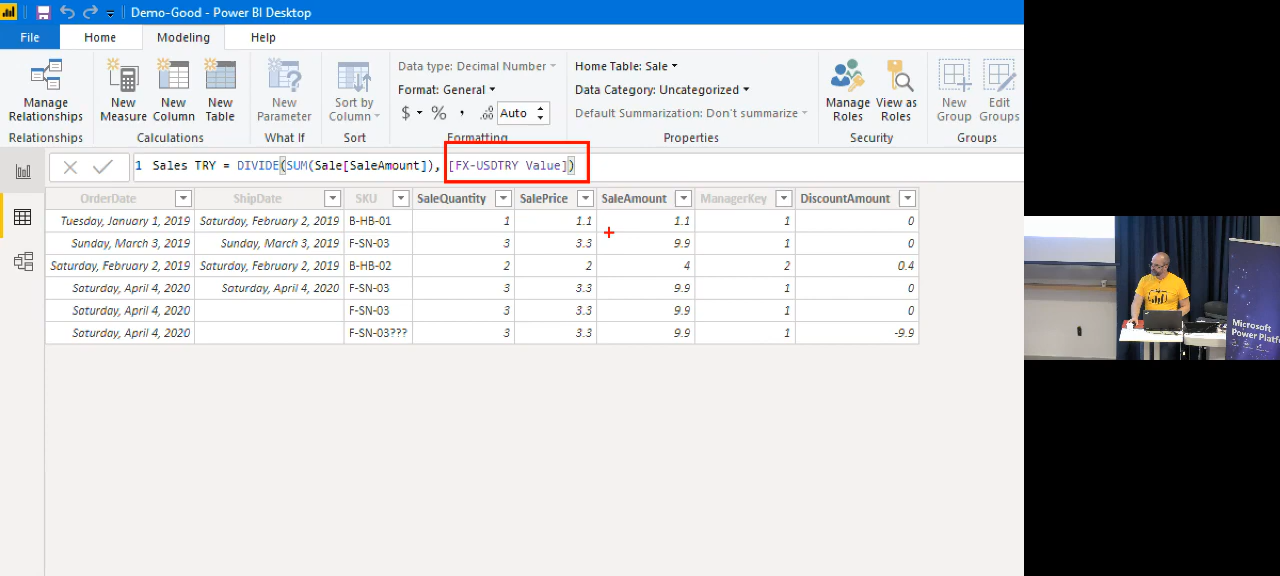 Demo-Good - Power BI Desktop
File Home Modeling Help
Manage Relationships
New Measure
New Column
New Table
New Parameter
Sort by Column
Data type: Decimal Number
Format: General
$ % , .00 Auto
Home Table: Sale
Data Category: Uncategorized
Default Summarization: Don't summarize
Manage Roles
View as Roles
New Group
Edit Groups
Relationships Calculations What If Sort Formatting Properties Security Groups
1 Sales TRY = DIVIDE(SUM(Sale[SaleAmount]), [FX-USDTRY Value])
OrderDate ShipDate SKU SaleQuantity SalePrice SaleAmount ManagerKey DiscountAmount
Tuesday, January 1, 2019 Saturday, February 2, 2019 B-HB-01 1 1.1 1.1 1 0
Sunday, March 3, 2019 Sunday, March 3, 2019 F-SN-03 3 3.3 9.9 1 0
Saturday, February 2, 2019 Saturday, February 2, 2019 B-HB-02 2 2 4 2 0.4
Saturday, April 4, 2020 Saturday, April 4, 2020 F-SN-03 3 3.3 9.9 1 0
Saturday, April 4, 2020 F-SN-03 3 3.3 9.9 1 0
Saturday, April 4, 2020 F-SN-03??? 3 3.3 9.9 1 -9.9
Microsoft
Power Platf